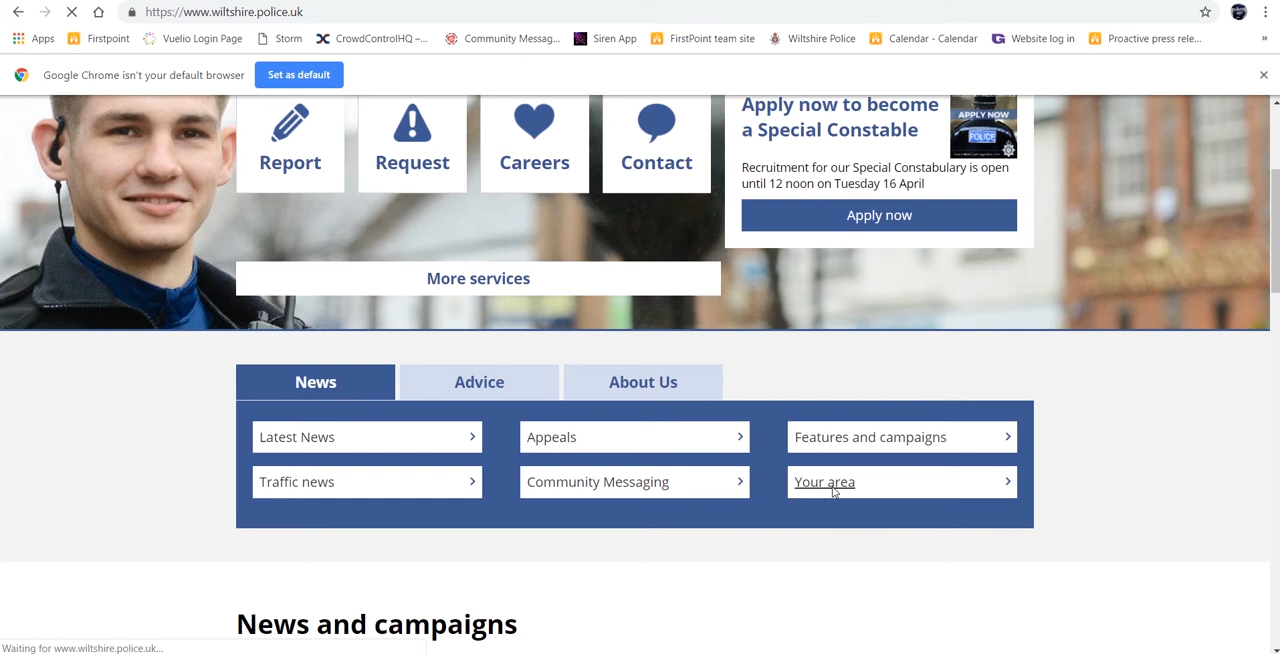 https://www.wiltshire.police.uk
Apps Firstpoint Vuelio Login Page Storm CrowdControlHQ –... Community Messag... Siren App FirstPoint team site Wiltshire Police Calendar - Calendar Website log in Proactive press rele... »
Google Chrome isn't your default browser Set as default
Report
Request
Careers
Contact
Apply now to become
a Special Constable
APPLY NOW
POLICE
Recruitment for our Special Constabulary is open
until 12 noon on Tuesday 16 April
Apply now
More services
News Advice About Us
Latest News Appeals Features and campaigns
Traffic news Community Messaging Your area
News and campaigns
Waiting for www.wiltshire.police.uk...